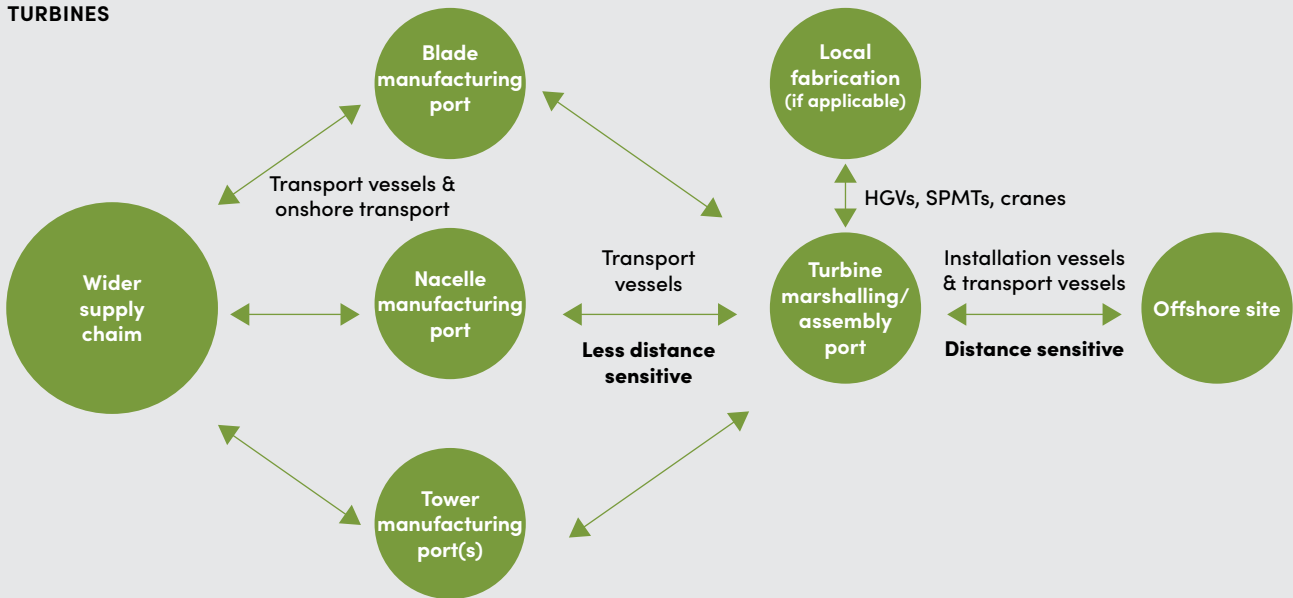 TURBINES
Blade
manufacturing
port
Local
fabrication
(if applicable)
Transport vessels &
onshore transport
HGVs, SPMTs, cranes
Wider
supply
chaim
Nacelle
manufacturing
port
Transport
vessels
Less distance
sensitive
Turbine
marshalling/
assembly
port
Installation vessels
& transport vessels
Distance sensitive
Offshore site
Tower
manufacturing
port(s)